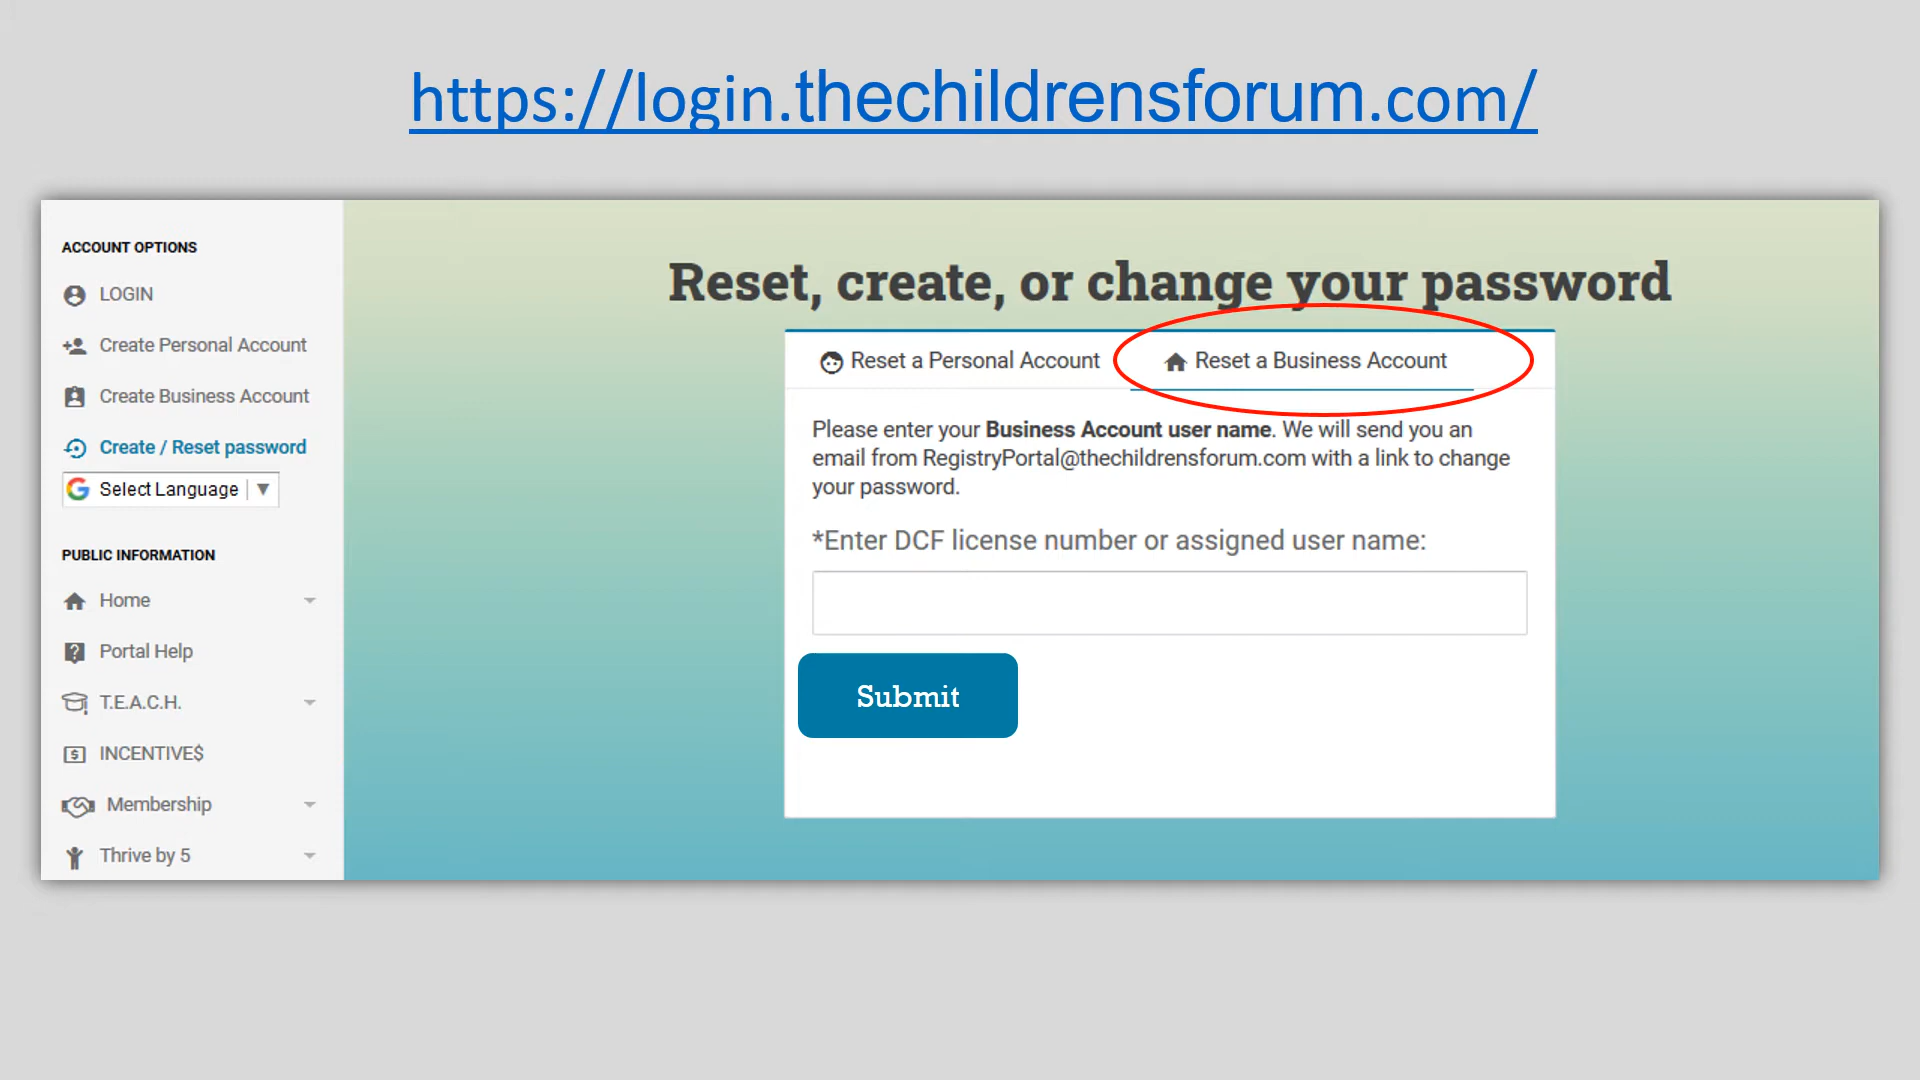 https://login.thechildrensforum.com/
ACCOUNT OPTIONS
LOGIN
Create Personal Account
Create Business Account
Create / Reset password
Select Language
PUBLIC INFORMATION
Home
Portal Help
T.E.A.C.H.
INCENTIVE$
Membership
Thrive by 5
Reset, create, or change your password
Reset a Personal Account
Reset a Business Account
Please enter your Business Account user name. We will send you an
email from RegistryPortal@thechildrensforum.com with a link to change
your password.
*Enter DCF license number or assigned user name:
Submit